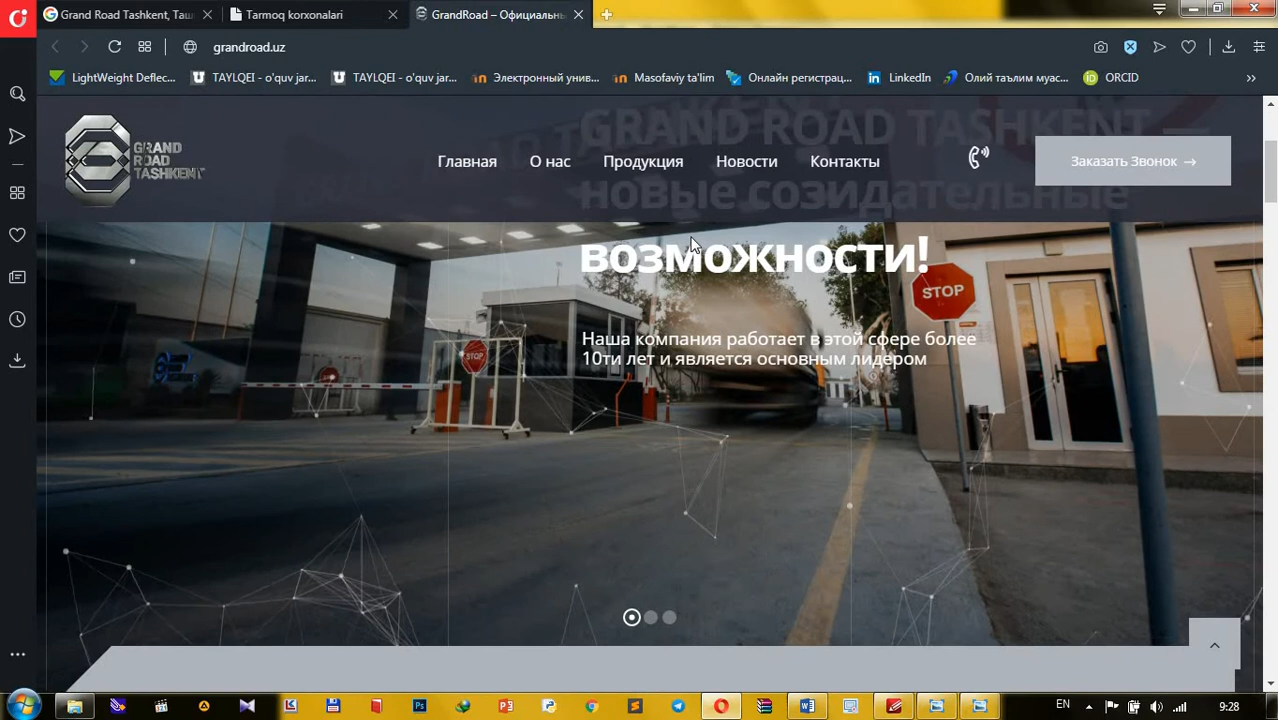 Grand Road Tashkent, Таш
Tarmoq korxonalari
GrandRoad – Официальны
grandroad.uz
LightWeight Deflec...
TAYLQEI - o'quv jar...
TAYLQEI - o'quv jar...
Электронный унив...
Masofaviy ta'lim
Онлайн регистрац...
LinkedIn
Олий таълим муас...
ORCID
GRAND ROAD TASHKENT —
новые созидательные
возможности!
GRAND
ROAD
TASHKENT
Главная
О нас
Продукция
Новости
Контакты
Заказать Звонок →
STOP
STOP
Наша компания работает в этой сфере более
10ти лет и является основным лидером
EN
9:28